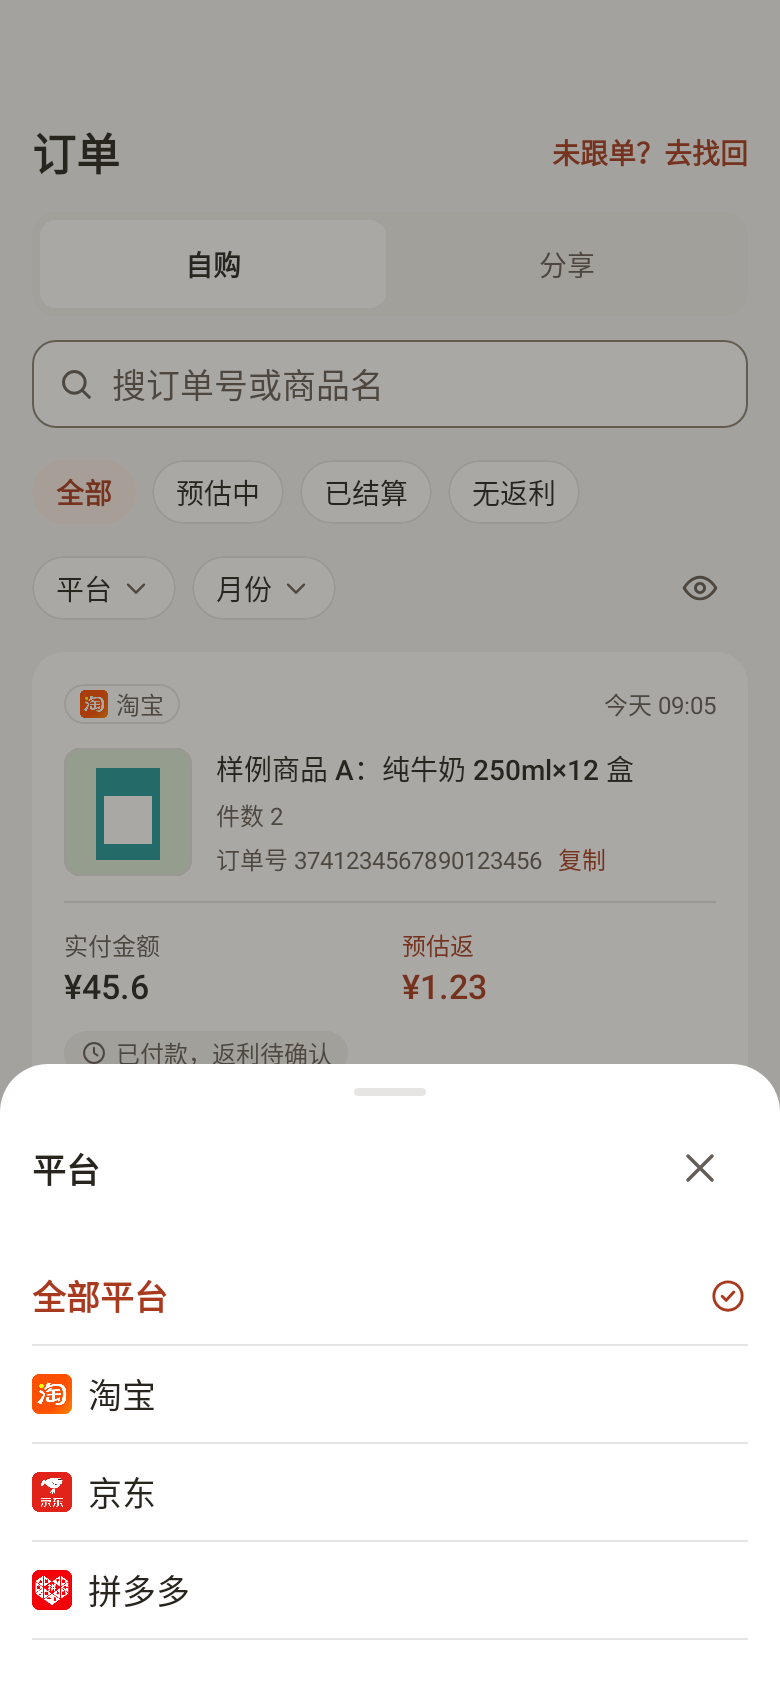 订单
未跟单？去找回
自购
分享
搜订单号或商品名
全部
预估中
已结算
无返利
平台
月份
淘 淘宝
今天 09:05
样例商品 A：纯牛奶 250ml×12 盒
件数 2
订单号 3741234567890123456 复制
实付金额
预估返
¥45.6
¥1.23
已付款，返利待确认
平台
全部平台
淘 淘宝
京东 京东
拼多多